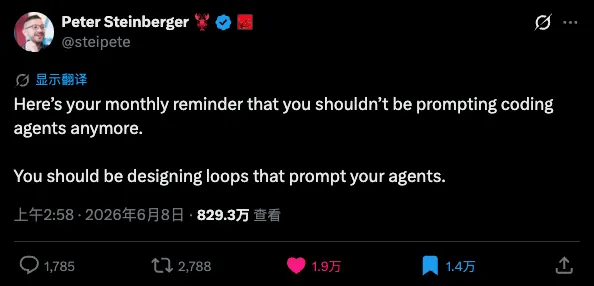 Peter Steinberger
@steipete
显示翻译
Here's your monthly reminder that you shouldn't be prompting coding
agents anymore.
You should be designing loops that prompt your agents.
上午2:58 · 2026年6月8日 · 829.3万 查看
1,785 2,788 1.9万 1.4万